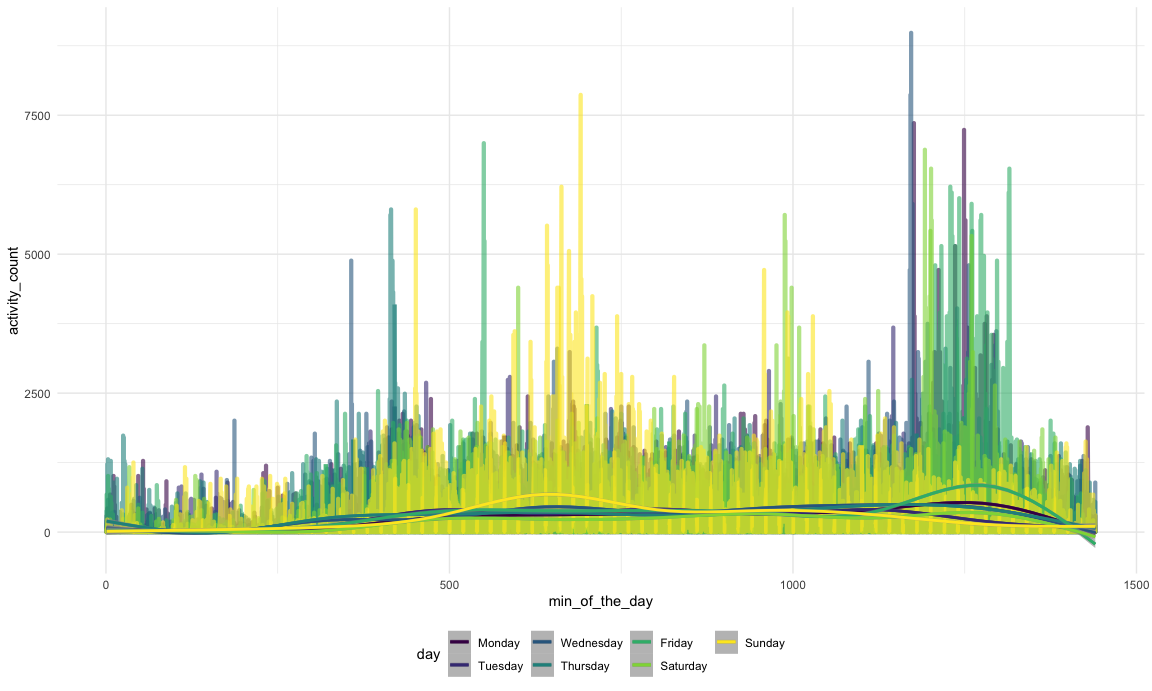 7500
5000
2500
0
activity_count
0
500
1000
1500
min_of_the_day
day
Monday
Wednesday
Friday
Sunday
Tuesday
Thursday
Saturday